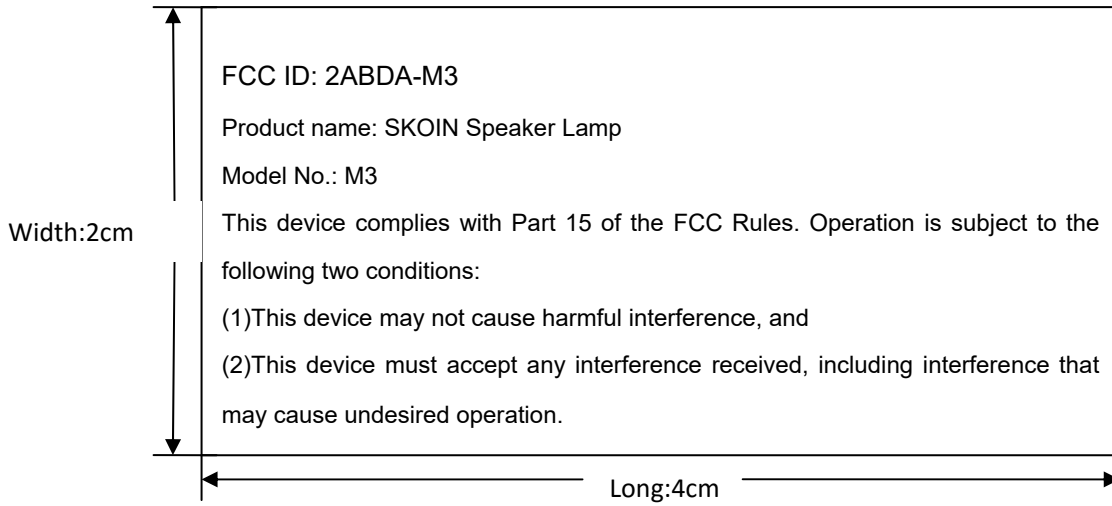 FCC ID: 2ABDA-M3
Product name: SKOIN Speaker Lamp
Model No.: M3
Width:2cm
This device complies with Part 15 of the FCC Rules. Operation is subject to the
following two conditions:
(1)This device may not cause harmful interference, and
(2)This device must accept any interference received, including interference that
may cause undesired operation.
Long:4cm